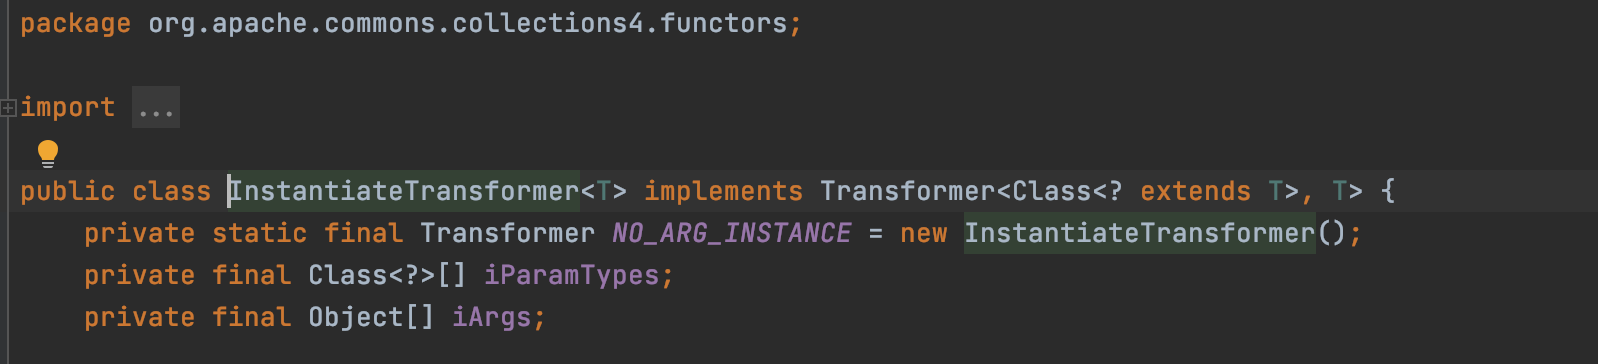 package org.apache.commons.collections4.functors;
import ...
public class InstantiateTransformer<T> implements Transformer<Class<? extends T>, T> {
private static final Transformer NO_ARG_INSTANCE = new InstantiateTransformer();
private final Class<?>[] iParamTypes;
private final Object[] iArgs;